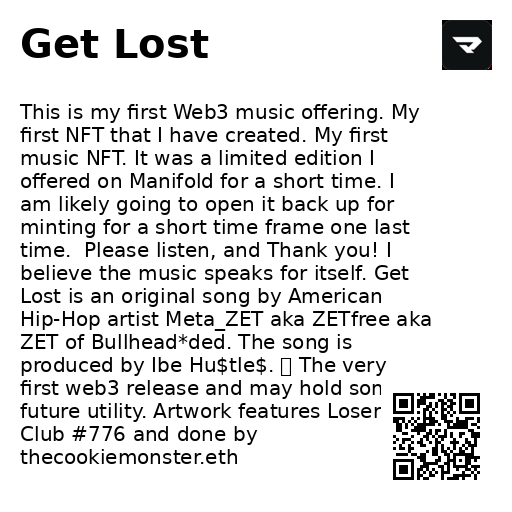 Get Lost
This is my first Web3 music offering. My
first NFT that I have created. My first
music NFT. It was a limited edition I
offered on Manifold for a short time. I
am likely going to open it back up for
minting for a short time frame one last
time.  Please listen, and Thank you! I
believe the music speaks for itself. Get
Lost is an original song by American
Hip-Hop artist Meta_ZET aka ZETfree aka
ZET of Bullhead*ded. The song is
produced by Ibe Hu$tle$. ▯ The very
first web3 release and may hold
future utility. Artwork features Loser
Club #776 and done by
thecookiemonster.eth